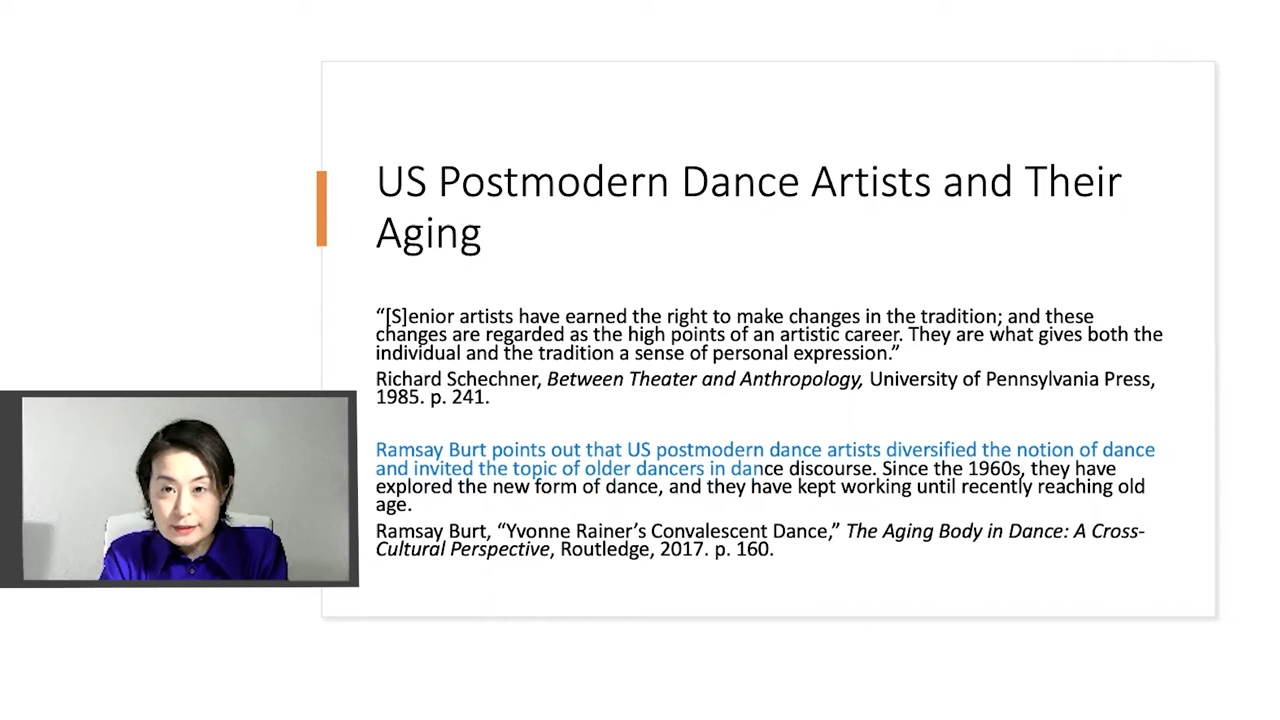 US Postmodern Dance Artists and Their
Aging
“[S]enior artists have earned the right to make changes in the tradition; and these
changes are regarded as the high points of an artistic career. They are what gives both the
individual and the tradition a sense of personal expression.”
Richard Schechner, Between Theater and Anthropology, University of Pennsylvania Press,
1985. p. 241.
Ramsay Burt points out that US postmodern dance artists diversified the notion of dance
and invited the topic of older dancers in dance discourse. Since the 1960s, they have
explored the new form of dance, and they have kept working until recently reaching old
age.
Ramsay Burt, “Yvonne Rainer’s Convalescent Dance,” The Aging Body in Dance: A Cross-
Cultural Perspective, Routledge, 2017. p. 160.